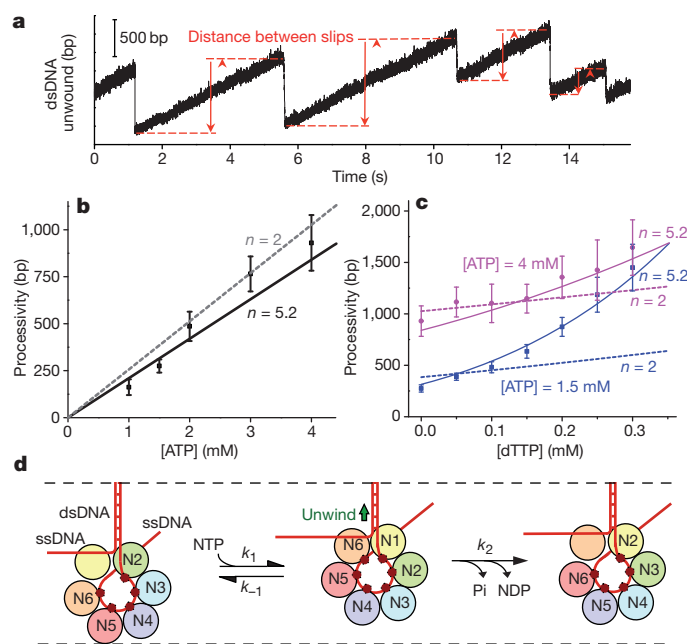 a
500 bp
Distance between slips
dsDNA
unwound (bp)
0 2 4 6 8 10 12 14
Time (s)
b
Processivity (bp)
1,000
750
500
250
0
n = 2
n = 5.2
0 1 2 3 4
[ATP] (mM)
c
Processivity (bp)
2,000
1,500
1,000
500
0
n = 5.2
[ATP] = 4 mM
n = 5.2
n = 2
n = 2
[ATP] = 1.5 mM
0.0 0.1 0.2 0.3
[dTTP] (mM)
d
dsDNA
ssDNA
ssDNA
N2
N3
N4
N5
N6
NTP
k1
k–1
Unwind
N6
N1
N2
N3
N4
N5
k2
Pi
NDP
N2
N3
N4
N5
N6